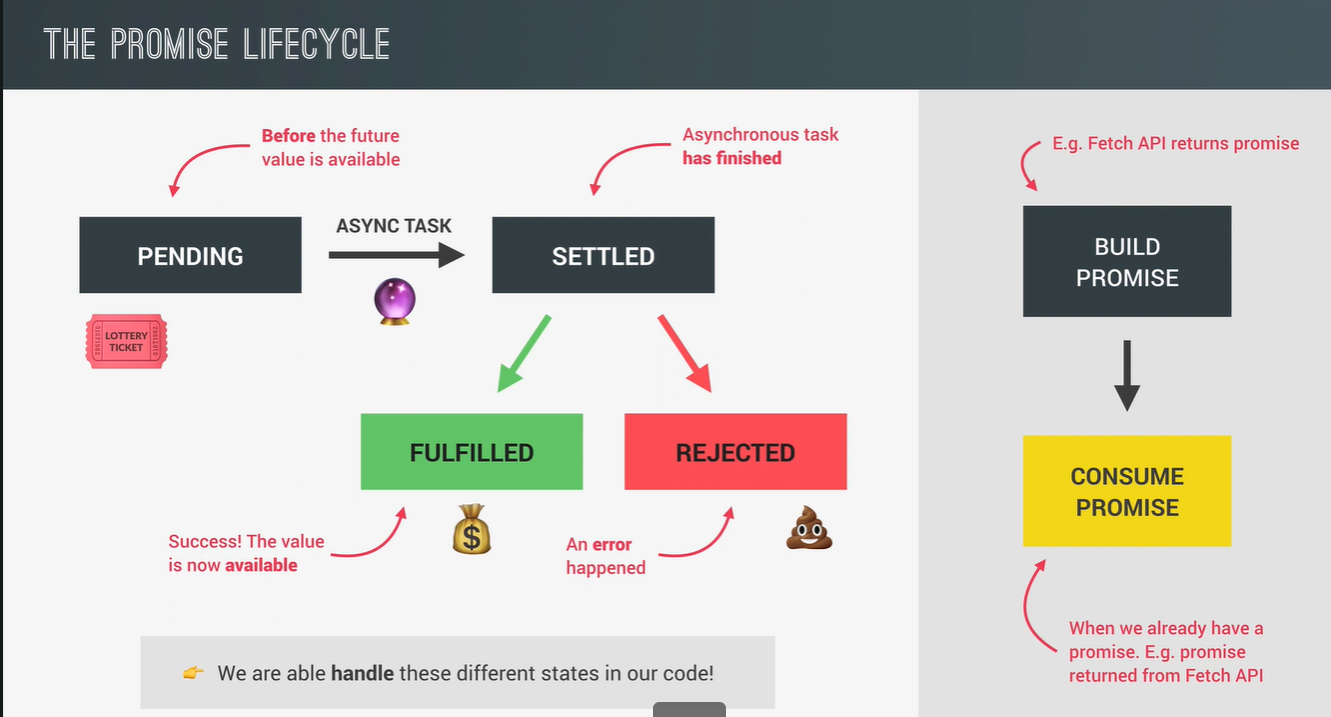 THE PROMISE LIFECYCLE
Before the future
value is available
Asynchronous task
has finished
PENDING
ASYNC TASK
SETTLED
LOTTERY
TICKET
FULFILLED
REJECTED
Success! The value
is now available
An error
happened
👉 We are able handle these different states in our code!
E.g. Fetch API returns promise
BUILD
PROMISE
CONSUME
PROMISE
When we already have a
promise. E.g. promise
returned from Fetch API